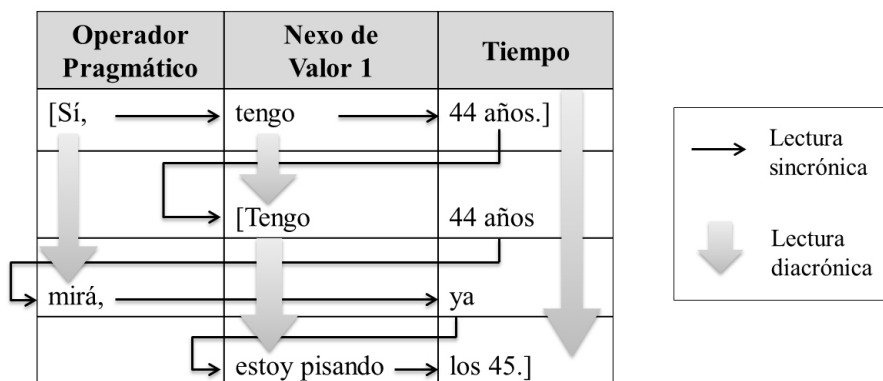 Operador Pragmático
Nexo de Valor 1
Tiempo
[Sí, tengo 44 años.]
[Tengo 44 años
mirá, ya
estoy pisando los 45.]
Lectura sincrónica
Lectura diacrónica